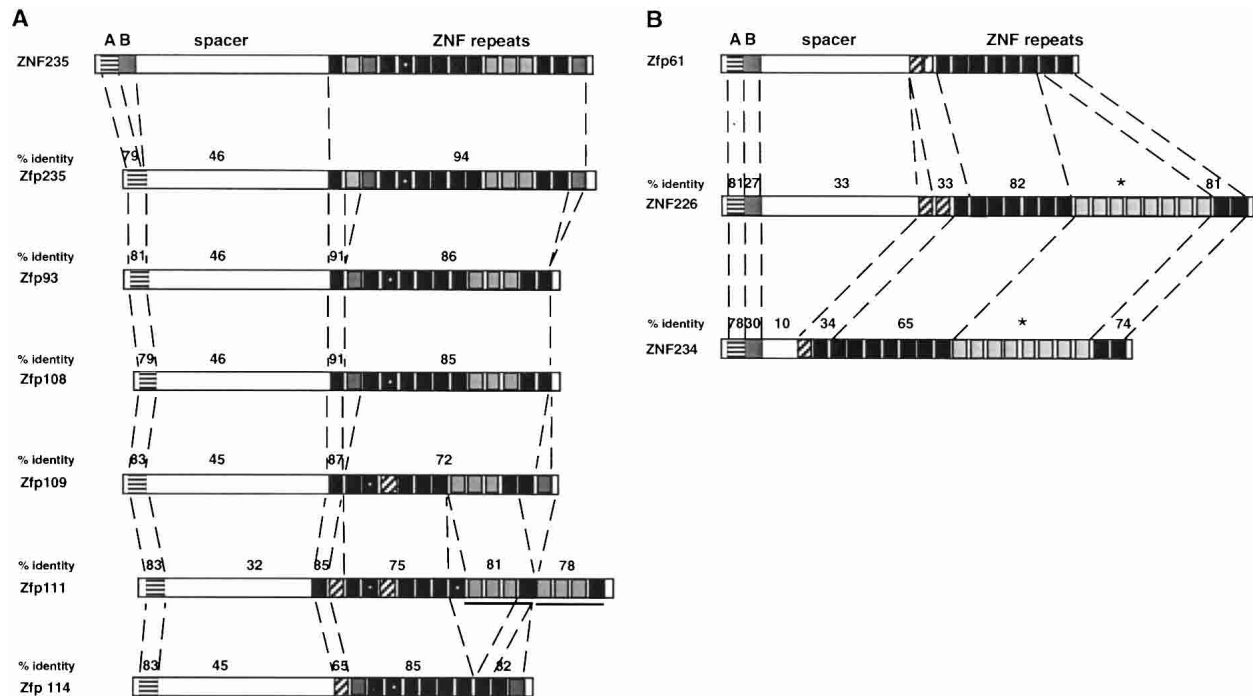 A
A B spacer ZNF repeats
ZNF235
% identity 79 46 94
Zfp235
% identity 81 46 91 86
Zfp93
% identity 79 46 91 85
Zfp108
% identity 83 45 87 72
Zfp109
% identity 83 32 85 75 81 78
Zfp111
% identity 83 45 65 85 82
Zfp 114
B
A B spacer ZNF repeats
Zfp61
% identity 81 27 33 33 82 * 81
ZNF226
% identity 78 30 10 34 65 * 74
ZNF234